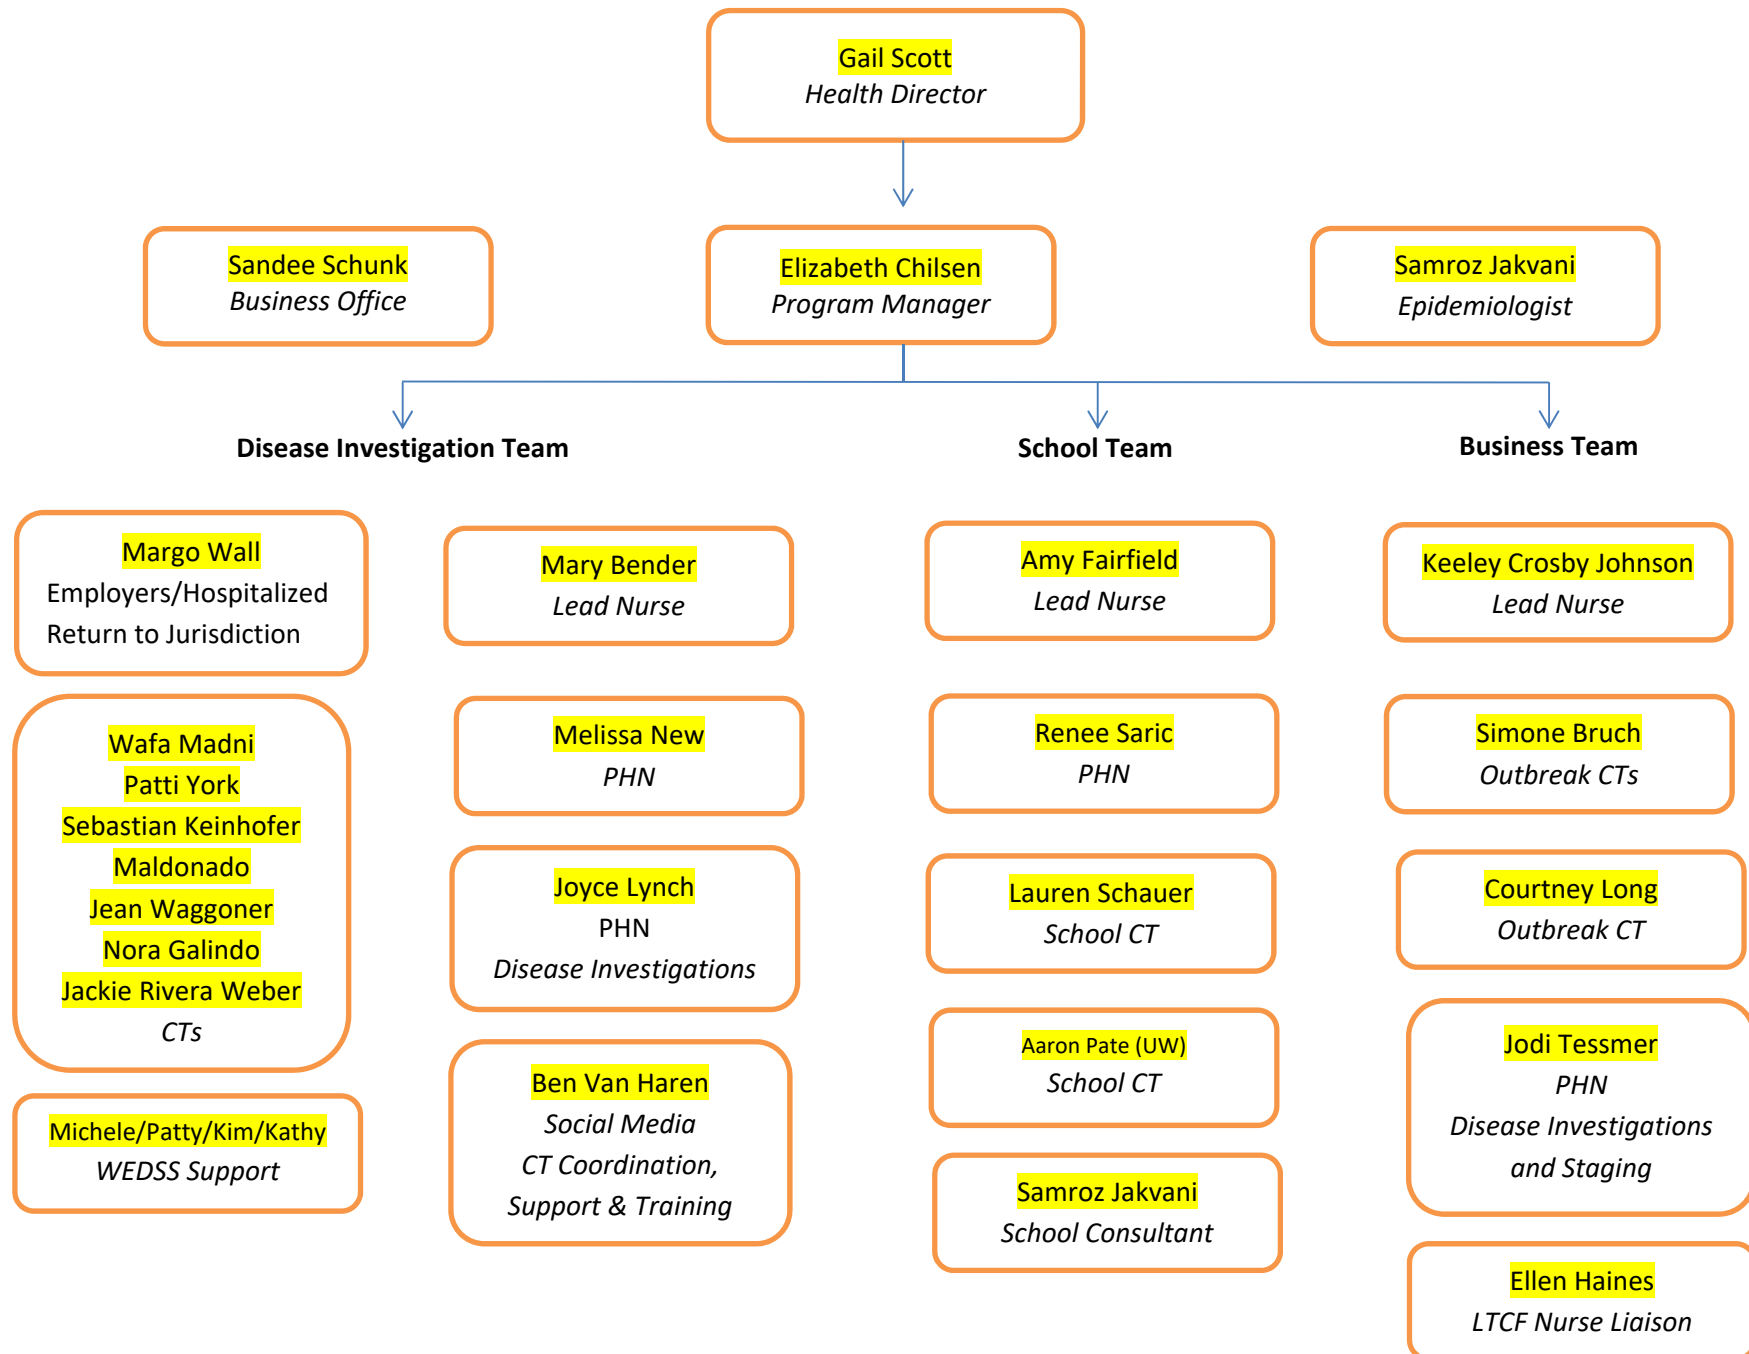 Gail Scott
Health Director
Sandee Schunk
Business Office
Elizabeth Chilsen
Program Manager
Samroz Jakvani
Epidemiologist
Disease Investigation Team
School Team
Business Team
Margo Wall
Employers/Hospitalized
Return to Jurisdiction
Wafa Madni
Patti York
Sebastian Keinhofer
Maldonado
Jean Waggoner
Nora Galindo
Jackie Rivera Weber
CTs
Michele/Patty/Kim/Kathy
WEDSS Support
Mary Bender
Lead Nurse
Melissa New
PHN
Joyce Lynch
PHN
Disease Investigations
Ben Van Haren
Social Media
CT Coordination,
Support & Training
Amy Fairfield
Lead Nurse
Renee Saric
PHN
Lauren Schauer
School CT
Aaron Pate (UW)
School CT
Samroz Jakvani
School Consultant
Keeley Crosby Johnson
Lead Nurse
Simone Bruch
Outbreak CTs
Courtney Long
Outbreak CT
Jodi Tessmer
PHN
Disease Investigations
and Staging
Ellen Haines
LTCF Nurse Liaison